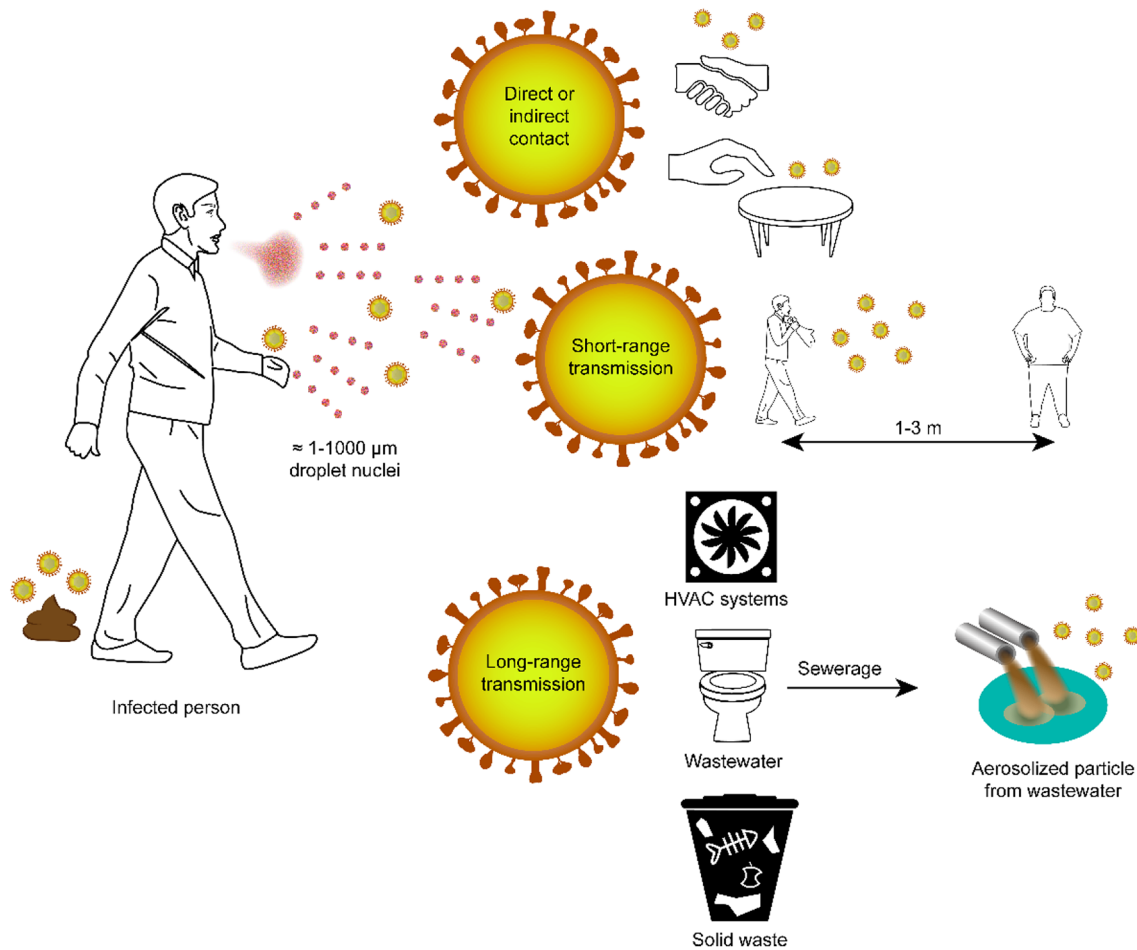 Direct or
indirect
contact
Short-range
transmission
1-3 m
≈ 1-1000 μm
droplet nuclei
HVAC systems
Long-range
transmission
Sewerage
Infected person
Wastewater
Aerosolized particle
from wastewater
Solid waste